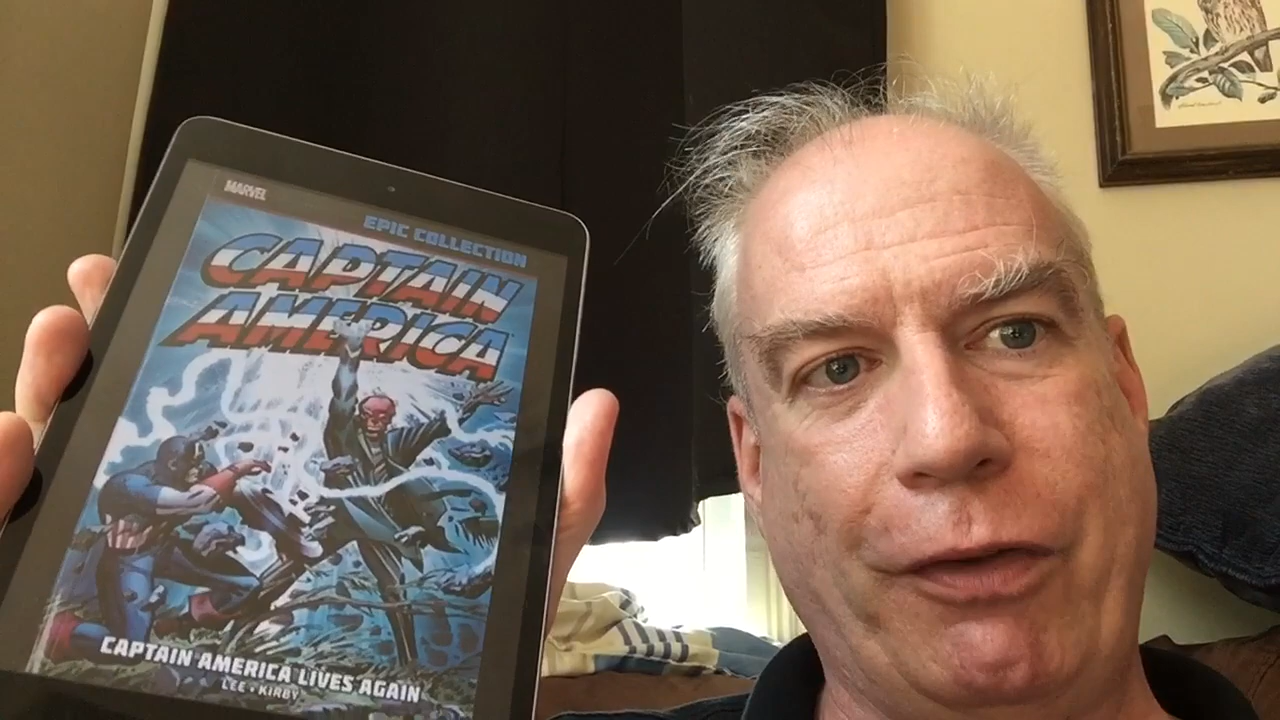 MARVEL
EPIC COLLECTION
CAPTAIN
AMERICA
CAPTAIN AMERICA LIVES AGAIN
LEE • KIRBY